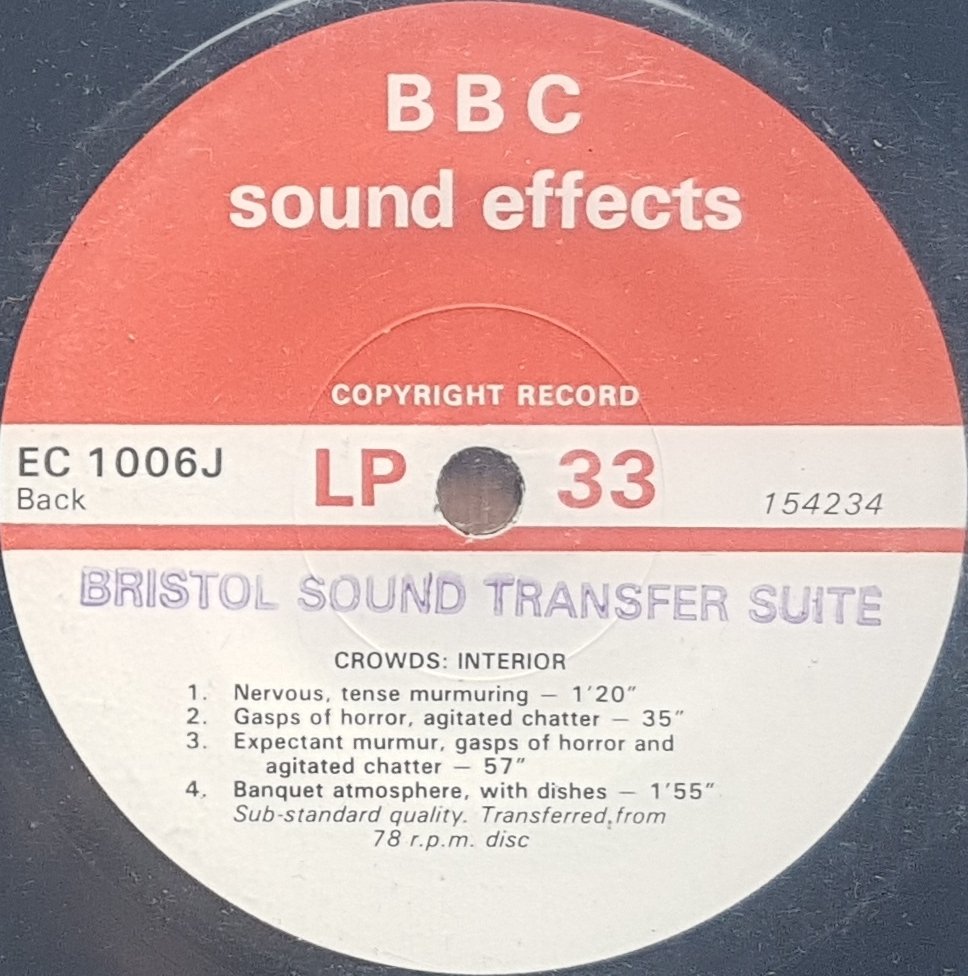 BBC
sound effects
COPYRIGHT RECORD
EC 1006J LP 33
Back 154234
BRISTOL SOUND TRANSFER SUITE
CROWDS: INTERIOR
1. Nervous, tense murmuring — 1'20"
2. Gasps of horror, agitated chatter — 35"
3. Expectant murmur, gasps of horror and
agitated chatter — 57"
4. Banquet atmosphere, with dishes — 1'55"
Sub-standard quality. Transferred from
78 r.p.m. disc